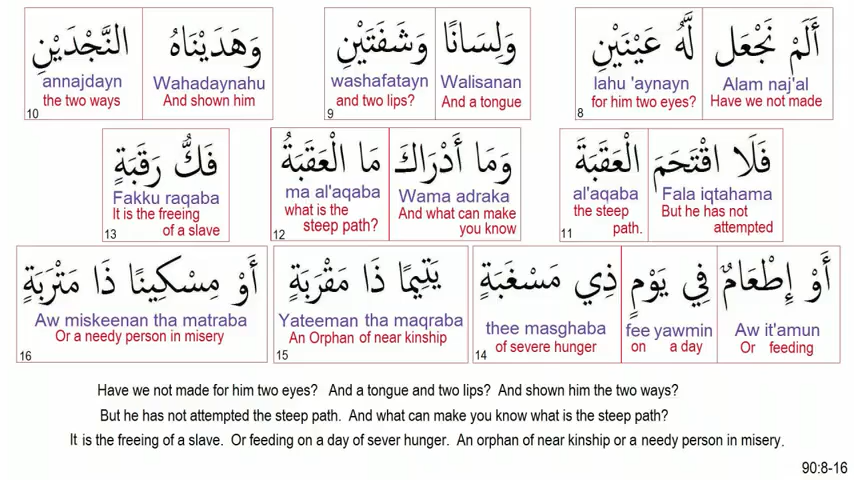 أَلَمْ نَجْعَل لَّهُ عَيْنَيْنِ
Alam naj'al lahu 'aynayn
Have we not made for him two eyes?
8
وَلِسَانًا وَشَفَتَيْنِ
Walisanan washafatayn
And a tongue and two lips?
9
وَهَدَيْنَاهُ النَّجْدَيْنِ
Wahadaynahu annajdayn
And shown him the two ways
10
فَلَا اقْتَحَمَ الْعَقَبَةَ
Fala iqtahama al'aqaba
But he has not attempted the steep path.
11
وَمَا أَدْرَاكَ مَا الْعَقَبَةُ
Wama adraka ma al'aqaba
And what can make you know what is the steep path?
12
فَكُّ رَقَبَةٍ
Fakku raqaba
It is the freeing of a slave
13
أَوْ إِطْعَامٌ فِي يَوْمٍ ذِي مَسْغَبَةٍ
Aw it'amun fee yawmin thee masghaba
Or feeding on a day of severe hunger
14
يَتِيمًا ذَا مَقْرَبَةٍ
Yateeman tha maqraba
An Orphan of near kinship
15
أَوْ مِسْكِينًا ذَا مَتْرَبَةٍ
Aw miskeenan tha matraba
Or a needy person in misery
16
Have we not made for him two eyes? And a tongue and two lips? And shown him the two ways?
But he has not attempted the steep path. And what can make you know what is the steep path?
It is the freeing of a slave. Or feeding on a day of sever hunger. An orphan of near kinship or a needy person in misery.
90:8-16